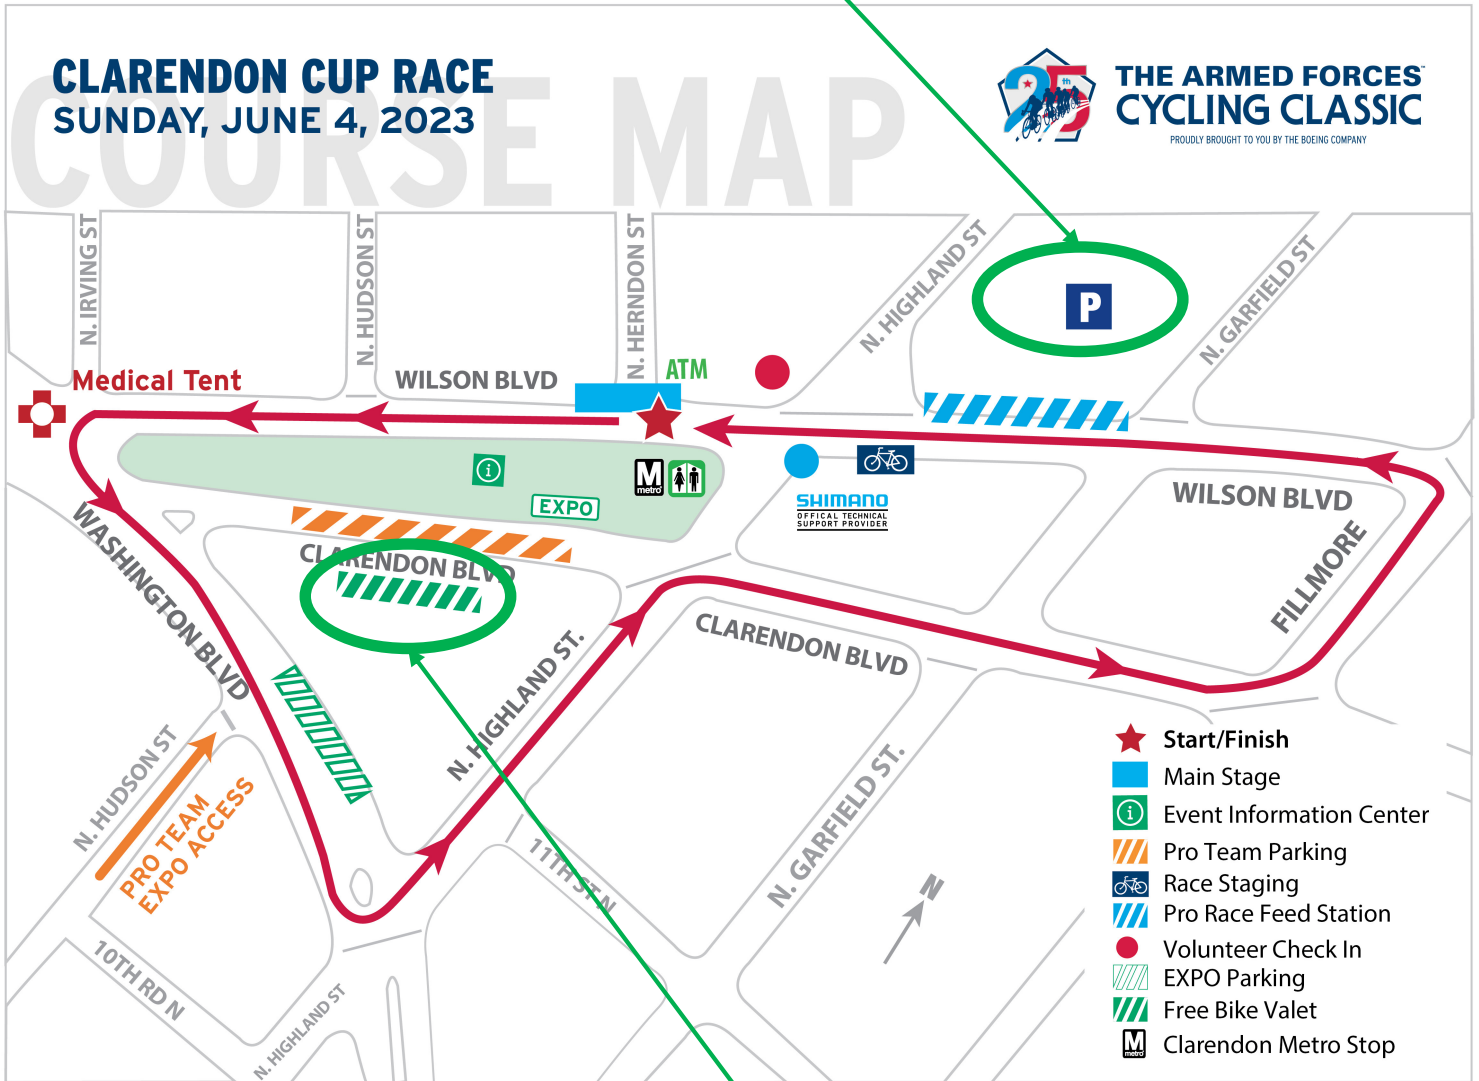 COURSE MAP
CLARENDON CUP RACE
SUNDAY, JUNE 4, 2023
25th
THE ARMED FORCES™
CYCLING CLASSIC
PROUDLY BROUGHT TO YOU BY THE BOEING COMPANY
N. IRVING ST
N. HUDSON ST
N. HERNDON ST
N. HIGHLAND ST
P
N. GARFIELD ST
Medical Tent
WILSON BLVD
ATM
i
M
metro
EXPO
SHIMANO
OFFICAL TECHNICAL
SUPPORT PROVIDER
WILSON BLVD
FILLMORE
WASHINGTON BLVD
CLARENDON BLVD
CLARENDON BLVD
N. HIGHLAND ST.
N. HUDSON ST
PRO TEAM
EXPO ACCESS
11TH ST N
N. GARFIELD ST.
N
10TH RD N
N. HIGHLAND ST
Start/Finish
Main Stage
i
Event Information Center
Pro Team Parking
Race Staging
Pro Race Feed Station
Volunteer Check In
EXPO Parking
Free Bike Valet
M
metro
Clarendon Metro Stop